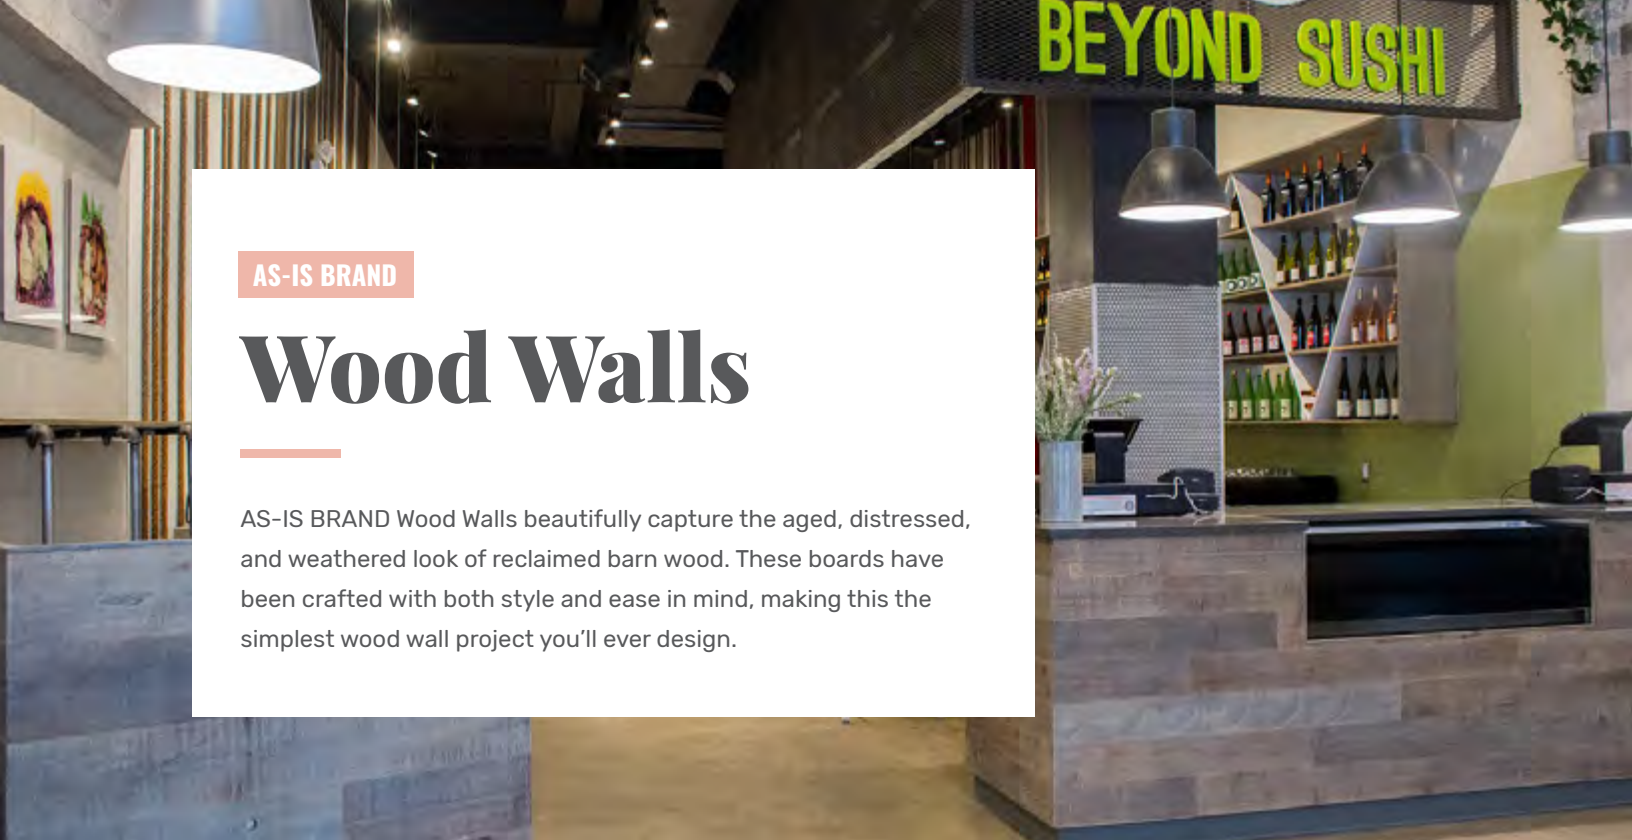 BEYOND SUSHI
AS-IS BRAND
Wood Walls
AS-IS BRAND Wood Walls beautifully capture the aged, distressed,
and weathered look of reclaimed barn wood. These boards have
been crafted with both style and ease in mind, making this the
simplest wood wall project you’ll ever design.